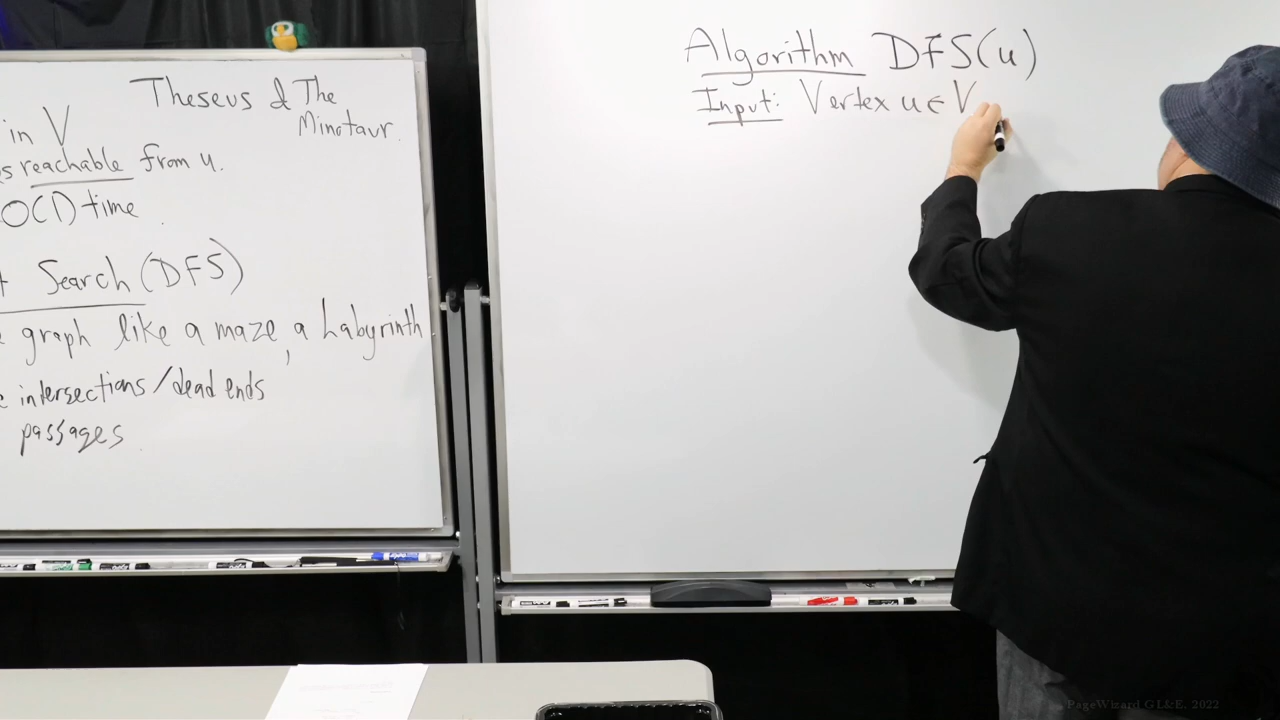 Theseus & The
Minotaur.
in V
s reachable from u.
O(1) time
Search (DFS)
graph like a maze, a Labyrinth
intersections/dead ends
passages
Algorithm DFS(u)
Input: Vertex u ∈ V
PageWizard GL&E. 2022